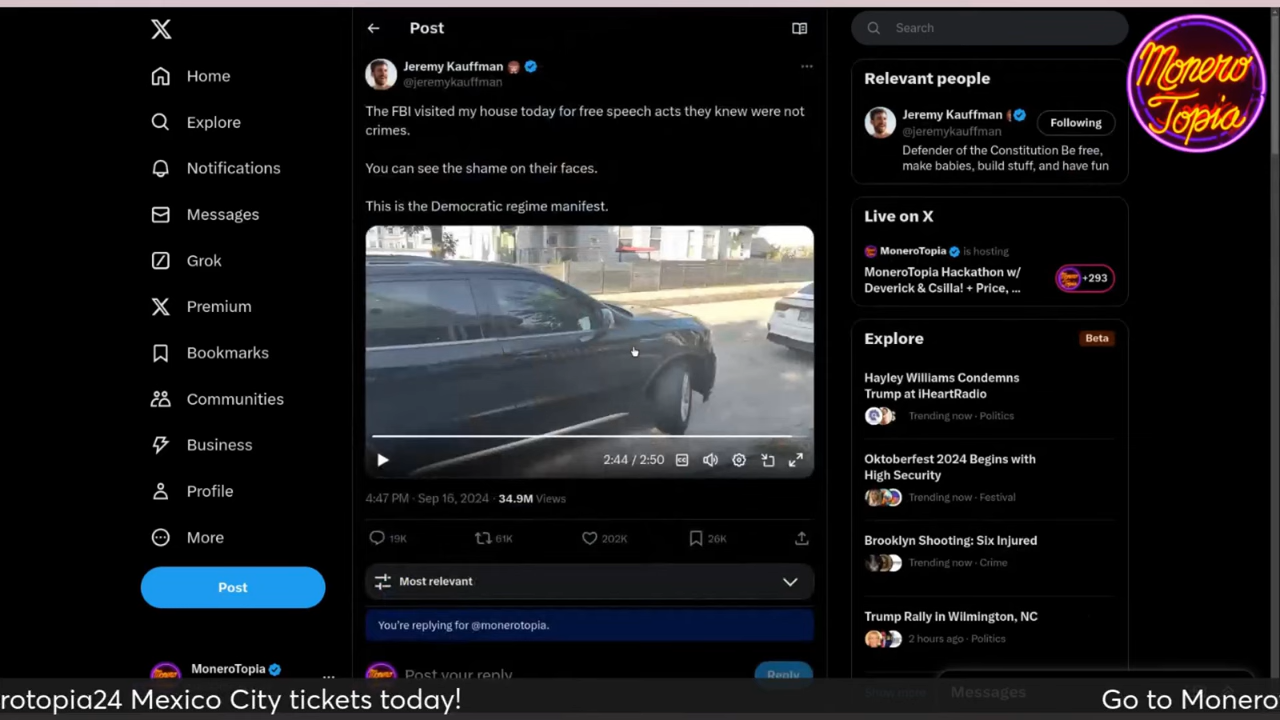 Post
Search
Monero
Topia
Home
Explore
Notifications
Messages
Grok
Premium
Bookmarks
Communities
Business
Profile
More
Post
MoneroTopia
Jeremy Kauffman
@jeremykauffman
The FBI visited my house today for free speech acts they knew were not
crimes.
You can see the shame on their faces.
This is the Democratic regime manifest.
2:44 / 2:50
4:47 PM · Sep 16, 2024 · 34.9M Views
19K
61K
202K
26K
Most relevant
You're replying for @monerotopia.
Post your reply
Reply
Relevant people
Jeremy Kauffman
@jeremykauffman
Following
Defender of the Constitution Be free,
make babies, build stuff, and have fun
Live on X
MoneroTopia is hosting
MoneroTopia Hackathon w/
Deverick & Csilla! + Price, ...
+293
Explore
Beta
Hayley Williams Condemns
Trump at iHeartRadio
Trending now · Politics
Oktoberfest 2024 Begins with
High Security
Trending now · Festival
Brooklyn Shooting: Six Injured
Trending now · Crime
Trump Rally in Wilmington, NC
2 hours ago · Politics
Messages
rotopia24 Mexico City tickets today!
Go to Monero